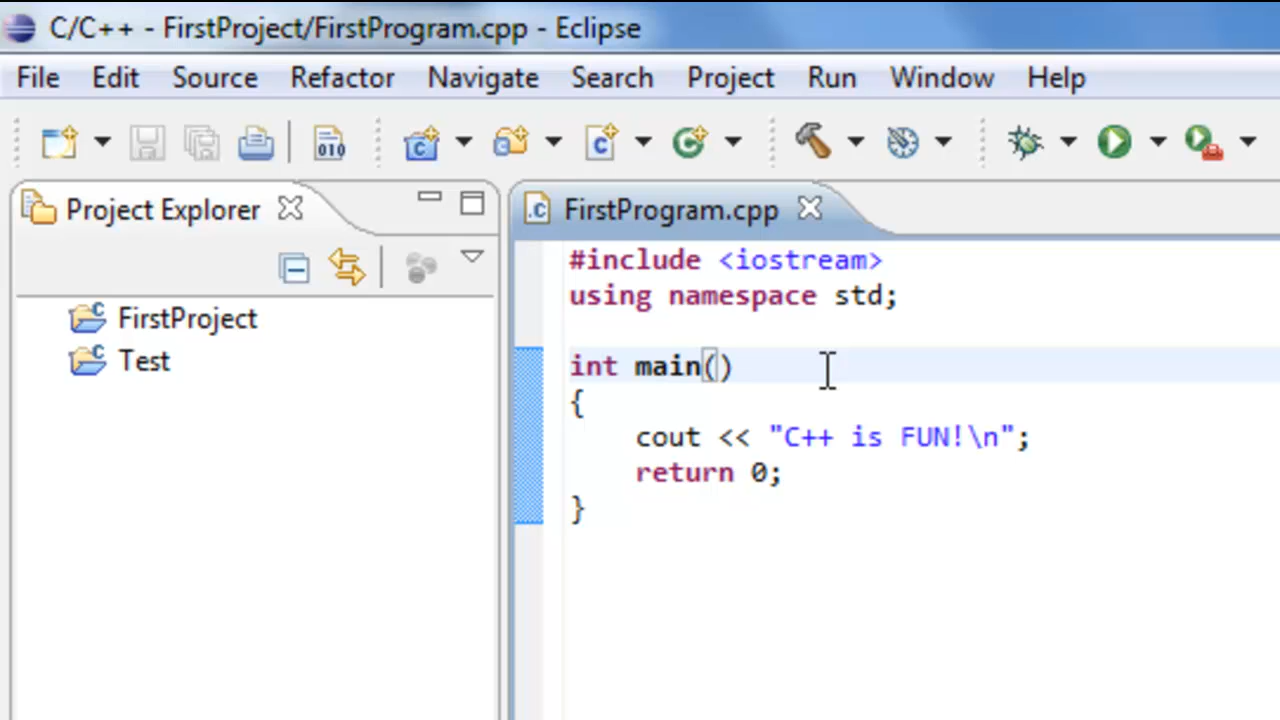 C/C++ - FirstProject/FirstProgram.cpp - Eclipse
File Edit Source Refactor Navigate Search Project Run Window Help
010
Project Explorer
FirstProject
Test
.c FirstProgram.cpp
#include <iostream>
using namespace std;
int main()
{
cout << "C++ is FUN!\n";
return 0;
}